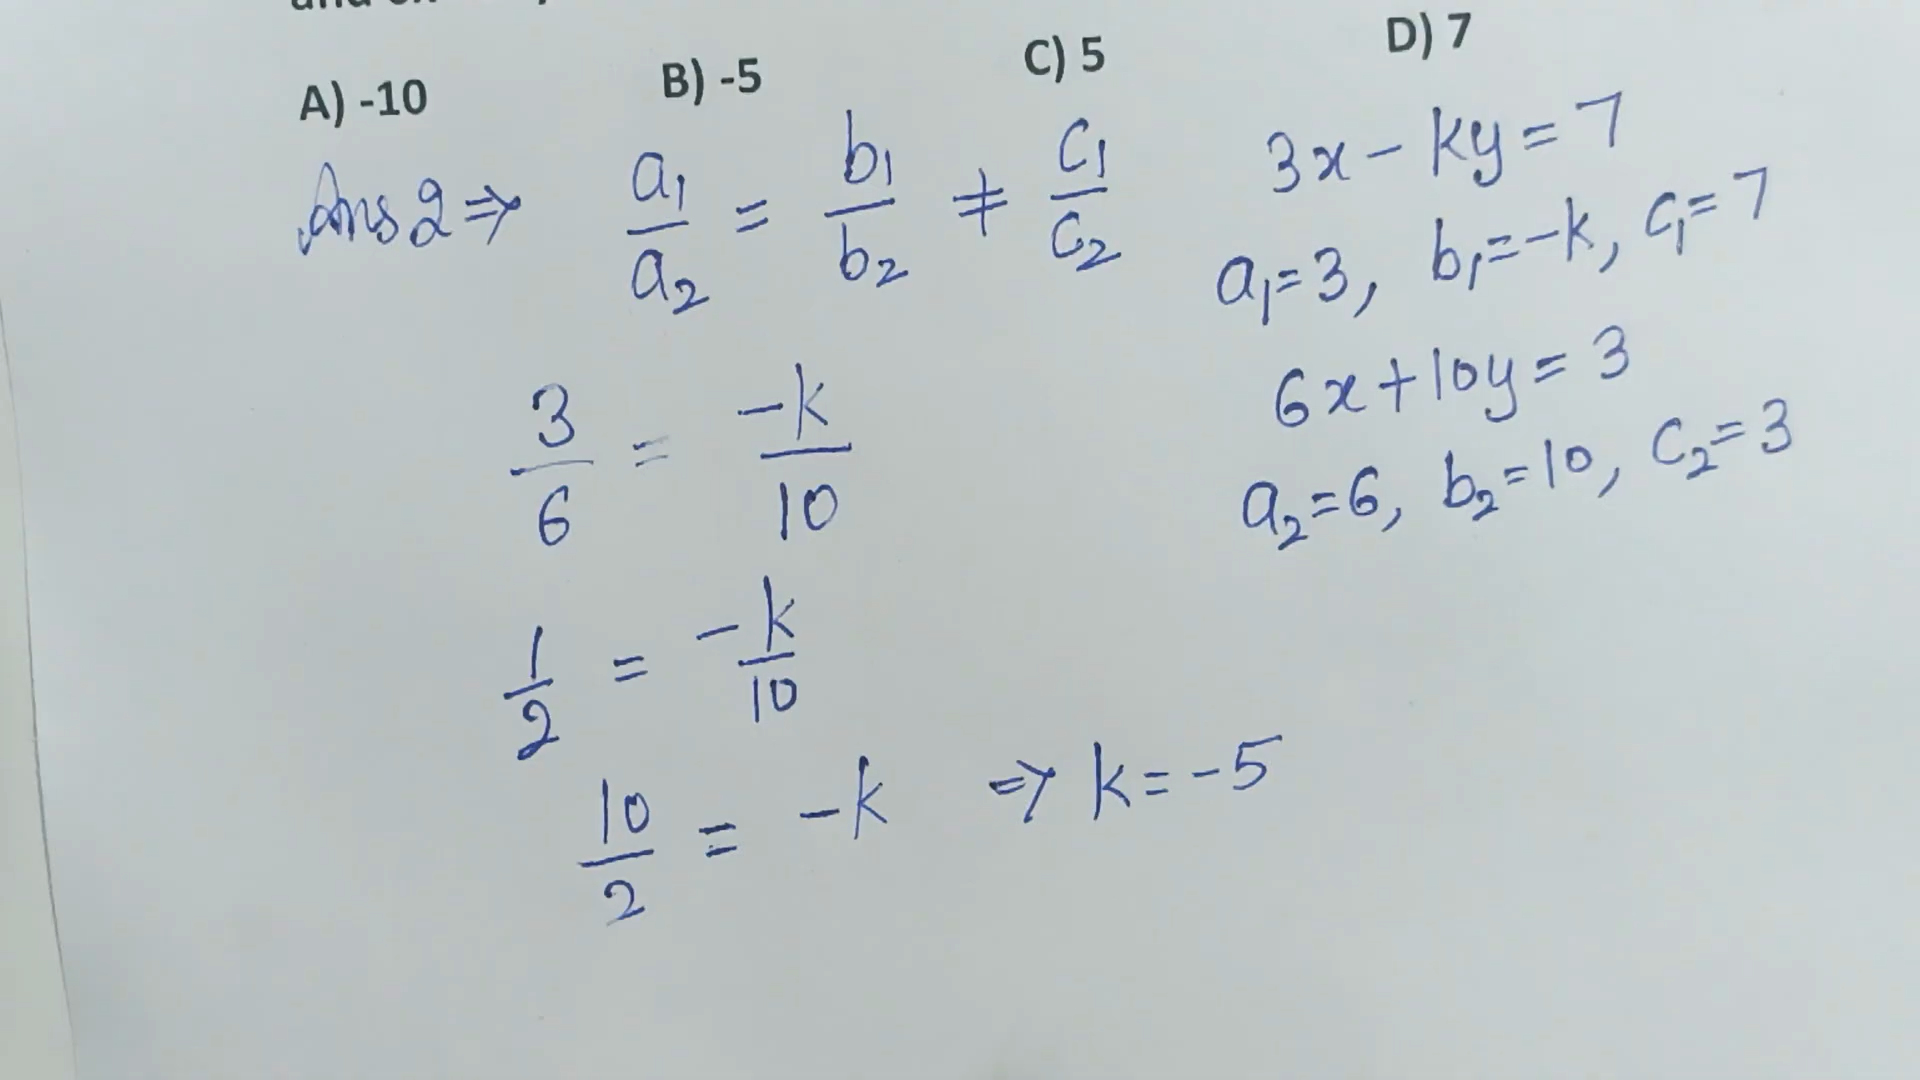 A) -10 B) -5 C) 5 D) 7
Ans 2 ⇒ a₁/a₂ = b₁/b₂ ≠ c₁/c₂
3x - ky = 7
a₁=3, b₁=-k, c₁=7
6x + 10y = 3
a₂=6, b₂=10, c₂=3
3/6 = -k/10
1/2 = -k/10
10/2 = -k ⇒ k = -5